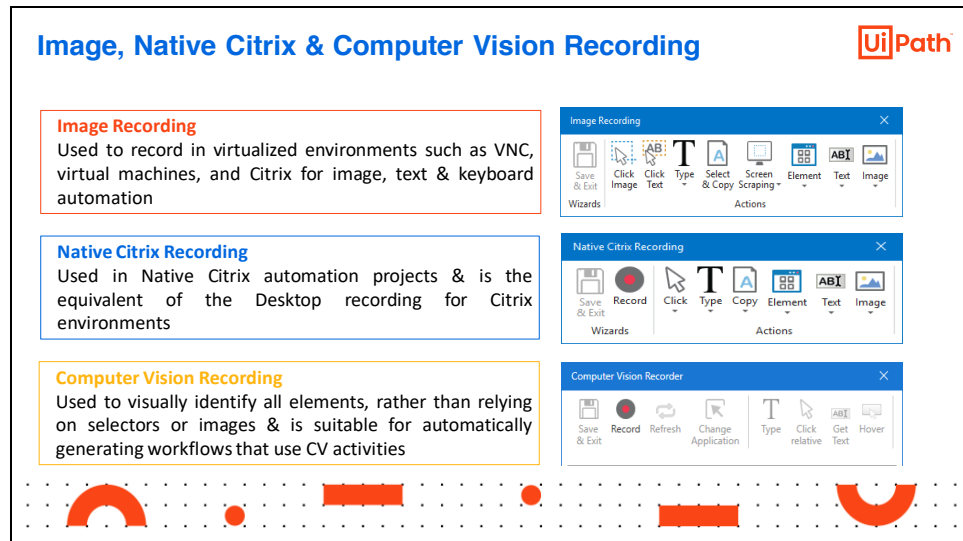 Image, Native Citrix & Computer Vision Recording
UiPath
Image Recording
Used to record in virtualized environments such as VNC,
virtual machines, and Citrix for image, text & keyboard
automation
Image Recording
Save
& Exit
Click
Image
Click
Text
Type
Select
& Copy
Screen
Scraping
Element
Text
Image
Wizards
Actions
Native Citrix Recording
Used in Native Citrix automation projects & is the
equivalent of the Desktop recording for Citrix
environments
Native Citrix Recording
Save
& Exit
Record
Click
Type
Copy
Element
Text
Image
Wizards
Actions
Computer Vision Recording
Used to visually identify all elements, rather than relying
on selectors or images & is suitable for automatically
generating workflows that use CV activities
Computer Vision Recorder
Save
& Exit
Record
Refresh
Change
Application
Type
Click
relative
Get
Text
Hover